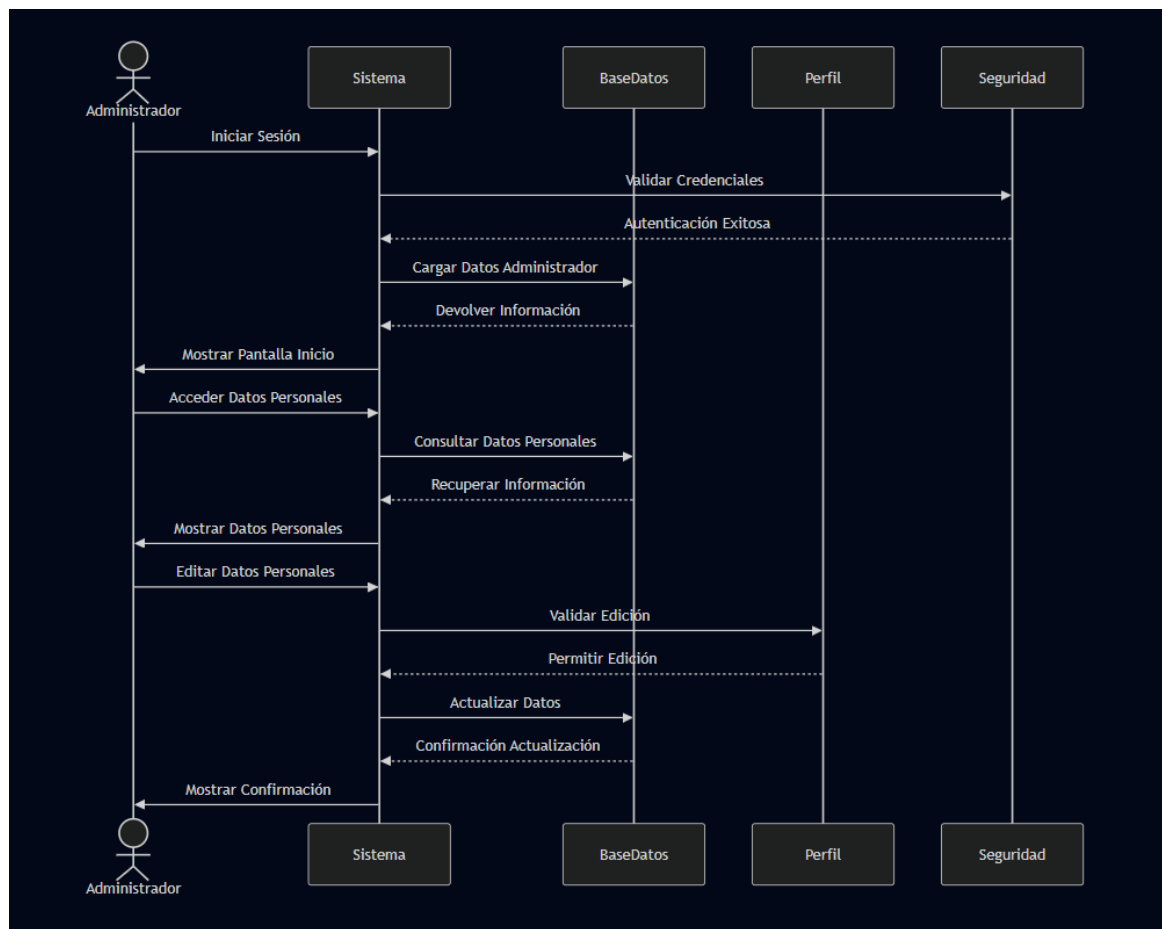 Administrador
Sistema
BaseDatos
Perfil
Seguridad
Iniciar Sesión
Validar Credenciales
Autenticación Exitosa
Cargar Datos Administrador
Devolver Información
Mostrar Pantalla Inicio
Acceder Datos Personales
Consultar Datos Personales
Recuperar Información
Mostrar Datos Personales
Editar Datos Personales
Validar Edición
Permitir Edición
Actualizar Datos
Confirmación Actualización
Mostrar Confirmación
Administrador
Sistema
BaseDatos
Perfil
Seguridad